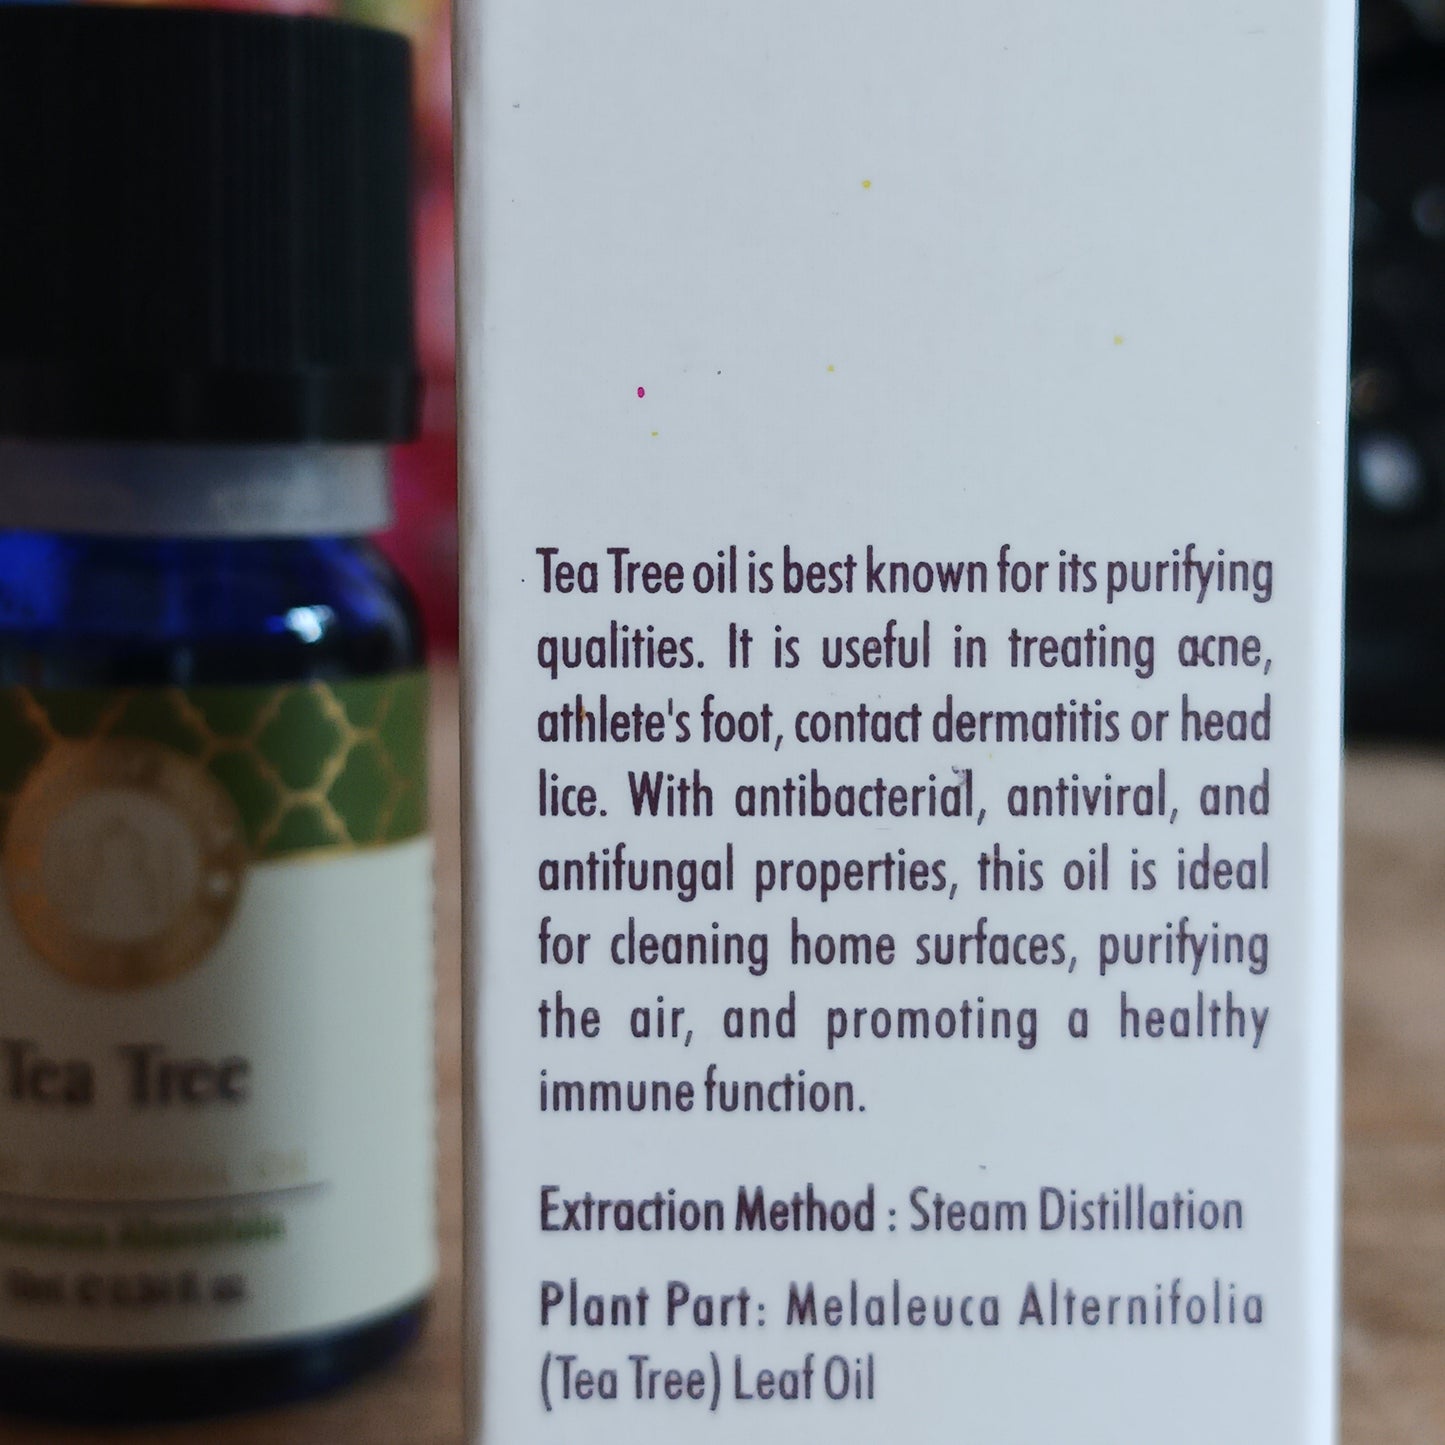 Tea Tree oil is best known for its purifying
qualities. It is useful in treating acne,
athlete's foot, contact dermatitis or head
lice. With antibacterial, antiviral, and
antifungal properties, this oil is ideal
for cleaning home surfaces, purifying
the air, and promoting a healthy
immune function.
Extraction Method : Steam Distillation
Plant Part: Melaleuca Alternifolia
(Tea Tree) Leaf Oil
Tea Tree